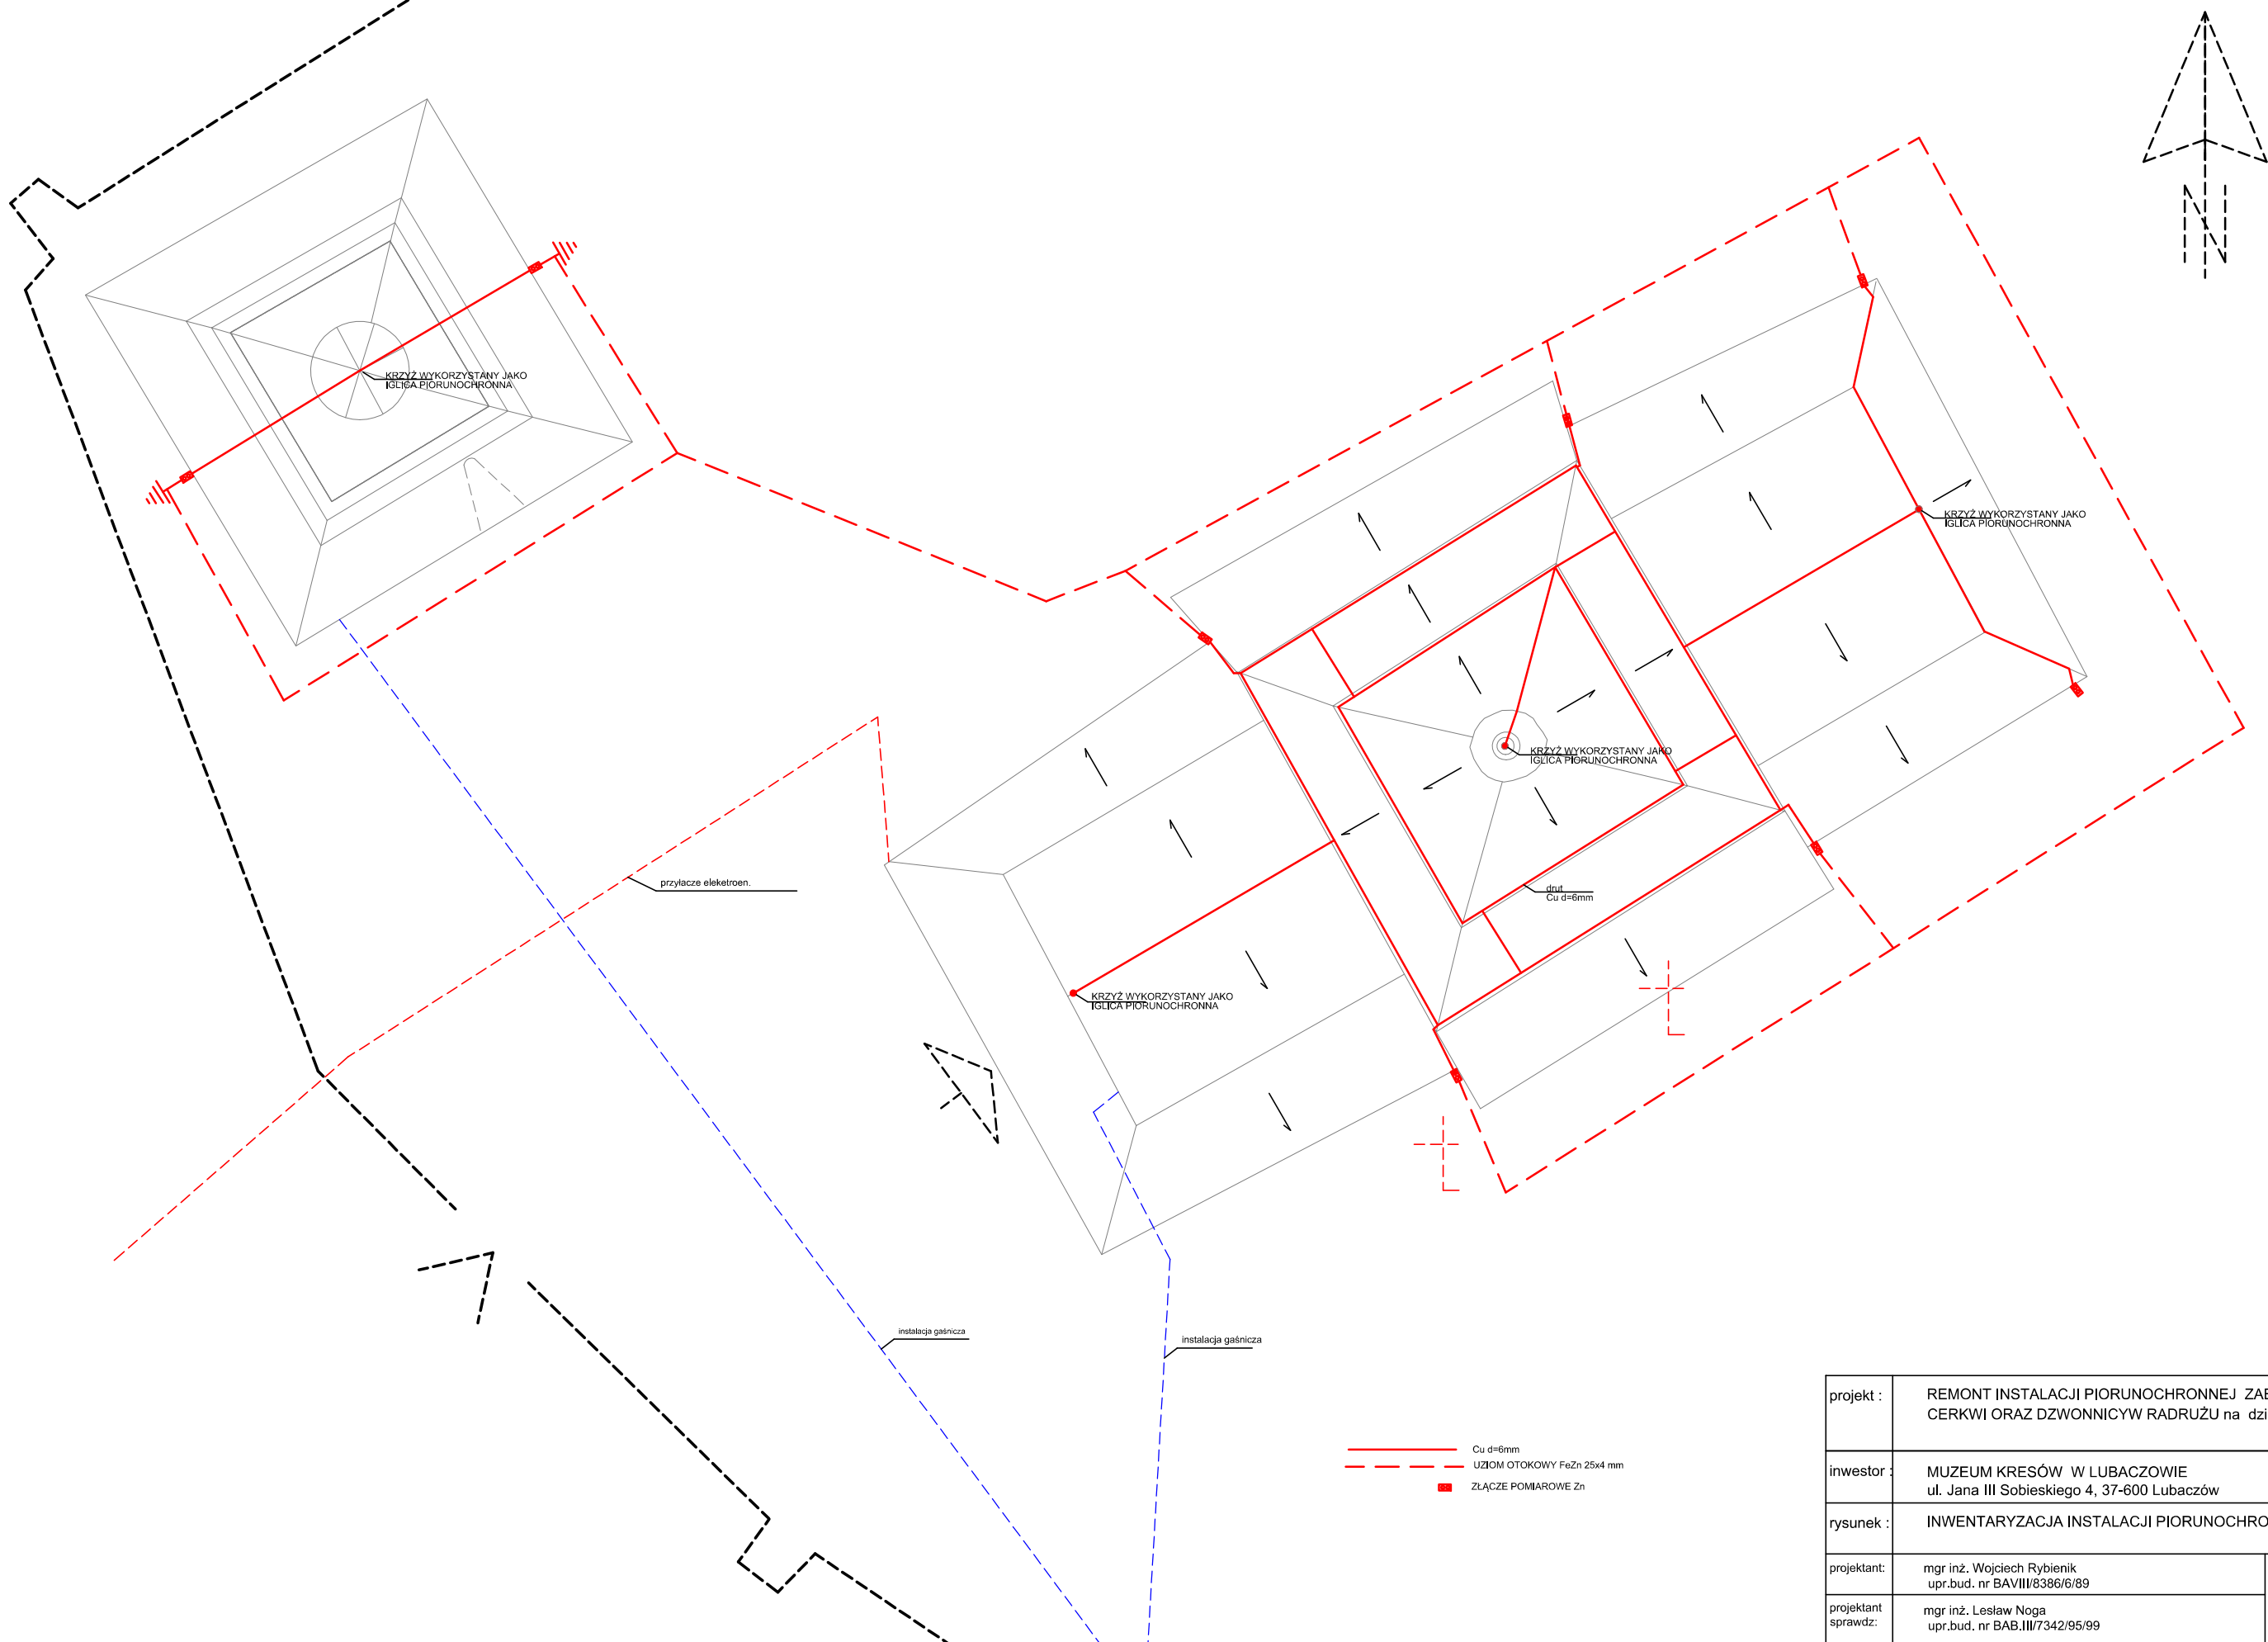 KRZYŻ WYKORZYSTANY JAKO
IGLICA PIORUNOCHRONNA
KRZYŻ WYKORZYSTANY JAKO
IGLICA PIORUNOCHRONNA
KRZYŻ WYKORZYSTANY JAKO
IGLICA PIORUNOCHRONNA
przyłacze eleketroen.
drut
Cu d=6mm
KRZYŻ WYKORZYSTANY JAKO
IGLICA PIORUNOCHRONNA
instalacja gaśnicza
instalacja gaśnicza
Cu d=6mm
UZIOM OTOKOWY FeZn 25x4 mm
ZŁĄCZE POMIAROWE Zn
projekt :
REMONT INSTALACJI PIORUNOCHRONNEJ
CERKWI ORAZ DZWONNICYW RADRUŻU na
inwestor :
MUZEUM KRESÓW W LUBACZOWIE
ul. Jana III Sobieskiego 4, 37-600 Lubaczów
rysunek :
INWENTARYZACJA INSTALACJI
projektant:
mgr inż. Wojciech Rybienik
upr.bud. nr BAVIII/8386/6/89
projektant
sprawdz:
mgr inż. Lesław Noga
upr.bud. nr BAB.III/7342/95/99